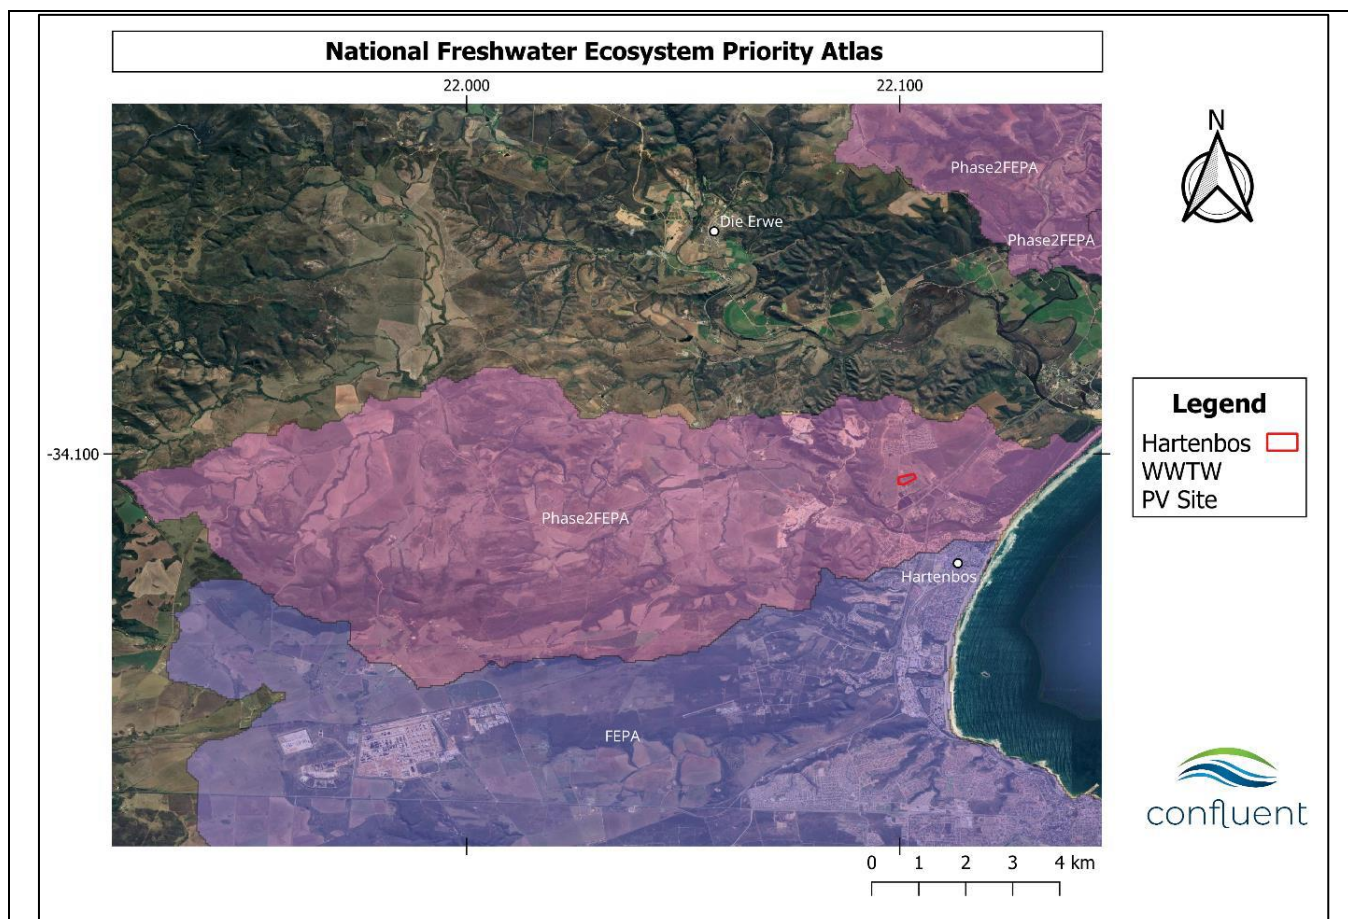 National Freshwater Ecosystem Priority Atlas
22.000
22.100
N
Phase2FEPA
Die Erwe
Phase2FEPA
Legend
-34.100
Hartenbos
WWTW
PV Site
Phase2FEPA
Hartenbos
FEPA
confluent
0 1 2 3 4 km